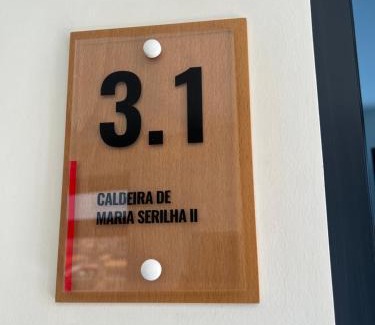 3.1
CALDEIRA DE
MARIA SERILHA II